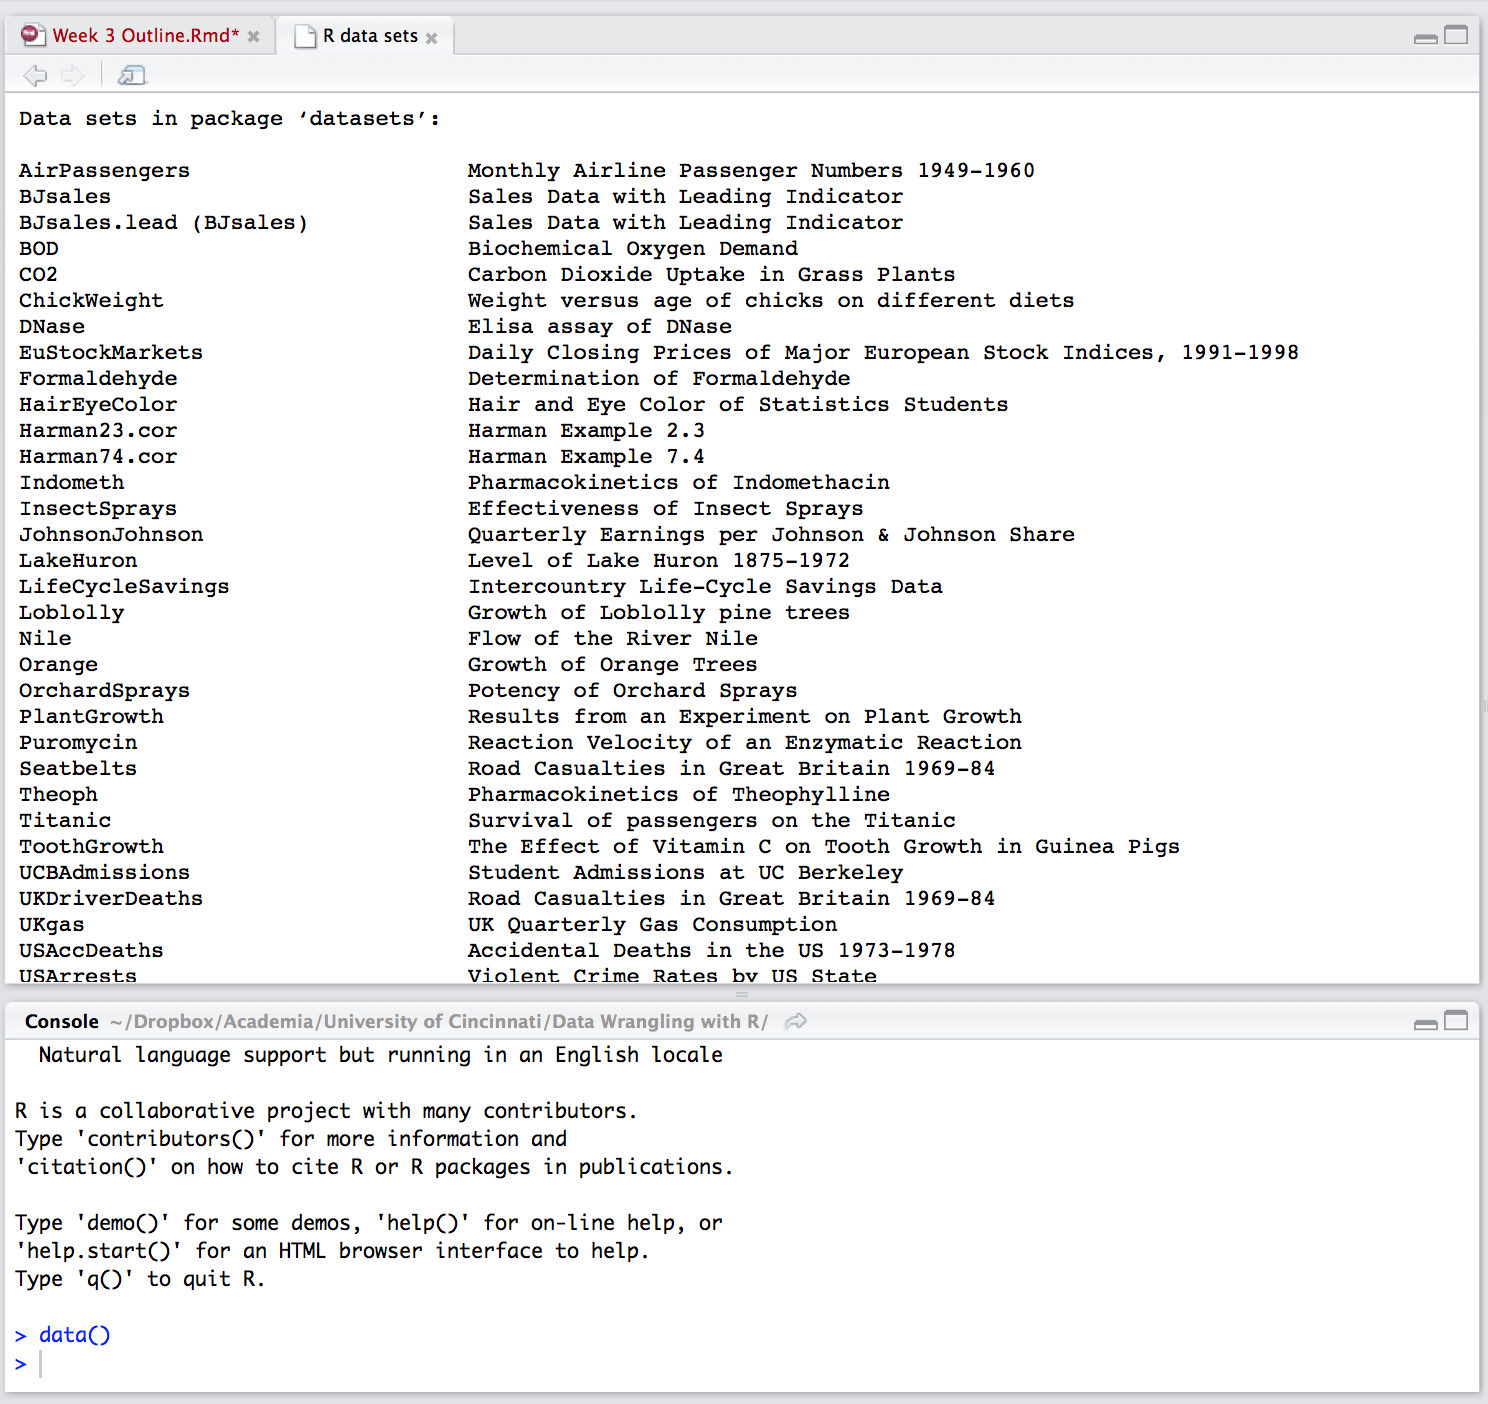 Week 3 Outline.Rmd*
R data sets
Data sets in package ‘datasets’:
AirPassengers Monthly Airline Passenger Numbers 1949-1960
BJsales Sales Data with Leading Indicator
BJsales.lead (BJsales) Sales Data with Leading Indicator
BOD Biochemical Oxygen Demand
CO2 Carbon Dioxide Uptake in Grass Plants
ChickWeight Weight versus age of chicks on different diets
DNase Elisa assay of DNase
EuStockMarkets Daily Closing Prices of Major European Stock Indices, 1991-1998
Formaldehyde Determination of Formaldehyde
HairEyeColor Hair and Eye Color of Statistics Students
Harman23.cor Harman Example 2.3
Harman74.cor Harman Example 7.4
Indometh Pharmacokinetics of Indomethacin
InsectSprays Effectiveness of Insect Sprays
JohnsonJohnson Quarterly Earnings per Johnson & Johnson Share
LakeHuron Level of Lake Huron 1875-1972
LifeCycleSavings Intercountry Life-Cycle Savings Data
Loblolly Growth of Loblolly pine trees
Nile Flow of the River Nile
Orange Growth of Orange Trees
OrchardSprays Potency of Orchard Sprays
PlantGrowth Results from an Experiment on Plant Growth
Puromycin Reaction Velocity of an Enzymatic Reaction
Seatbelts Road Casualties in Great Britain 1969-84
Theoph Pharmacokinetics of Theophylline
Titanic Survival of passengers on the Titanic
ToothGrowth The Effect of Vitamin C on Tooth Growth in Guinea Pigs
UCBAdmissions Student Admissions at UC Berkeley
UKDriverDeaths Road Casualties in Great Britain 1969-84
UKgas UK Quarterly Gas Consumption
USAccDeaths Accidental Deaths in the US 1973-1978
USArrests Violent Crime Rates by US State
Console ~/Dropbox/Academia/University of Cincinnati/Data Wrangling with R/
Natural language support but running in an English locale
R is a collaborative project with many contributors.
Type 'contributors()' for more information and
'citation()' on how to cite R or R packages in publications.
Type 'demo()' for some demos, 'help()' for on-line help, or
'help.start()' for an HTML browser interface to help.
Type 'q()' to quit R.
> data()
>